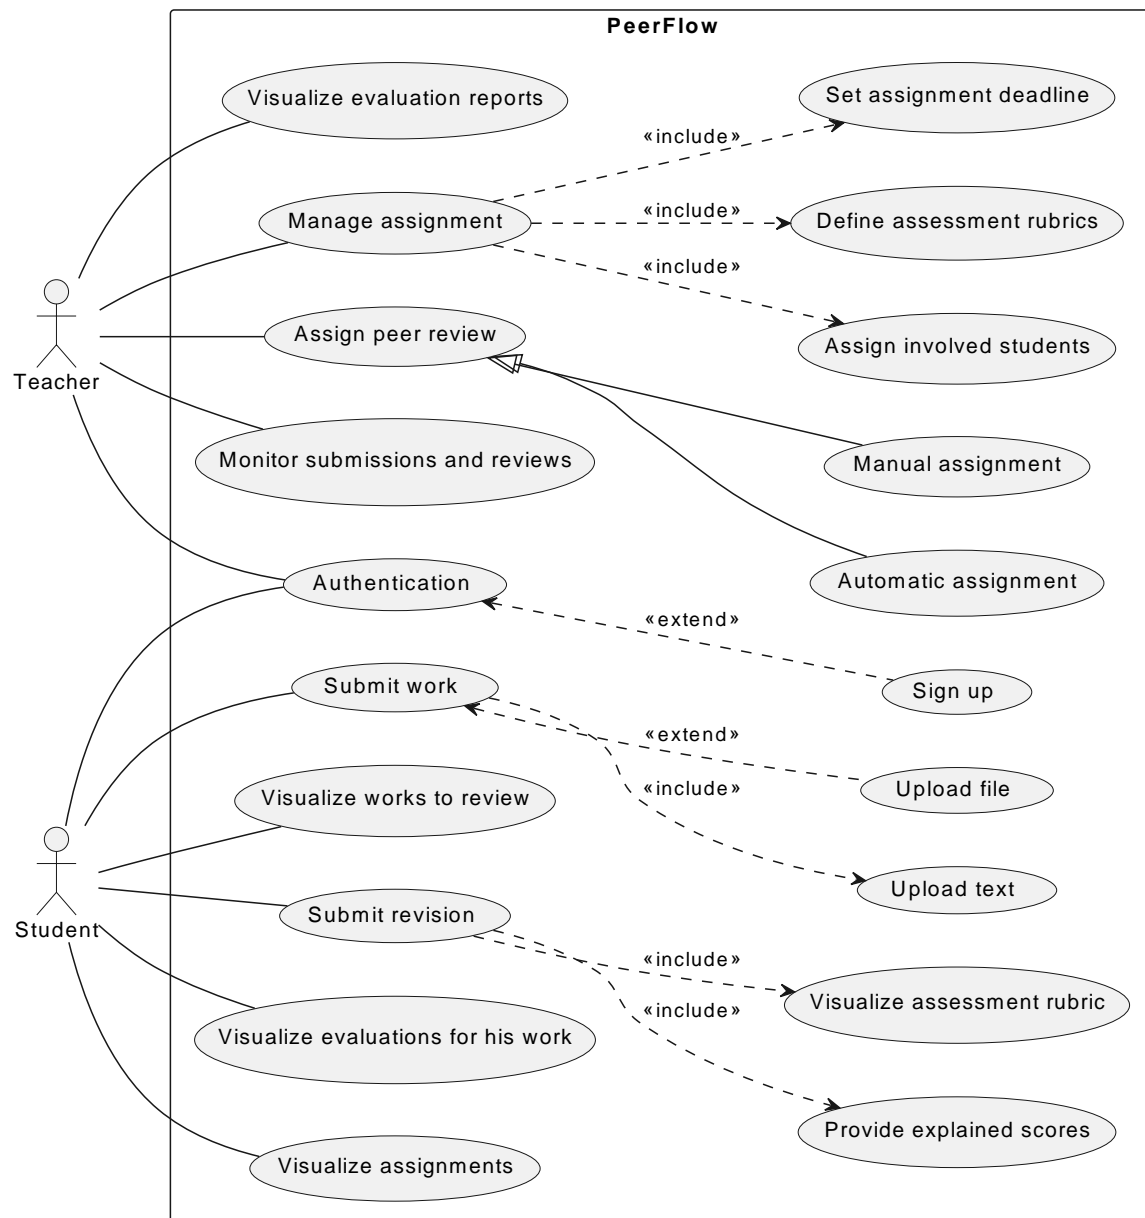 PeerFlow
Visualize evaluation reports
Set assignment deadline
«include»
Manage assignment
«include»
Define assessment rubrics
«include»
Assign peer review
Assign involved students
Teacher
Monitor submissions and reviews
Manual assignment
Authentication
Automatic assignment
«extend»
Submit work
Sign up
«extend»
Visualize works to review
«include»
Upload file
Upload text
Submit revision
Student
«include»
Visualize assessment rubric
«include»
Visualize evaluations for his work
Provide explained scores
Visualize assignments